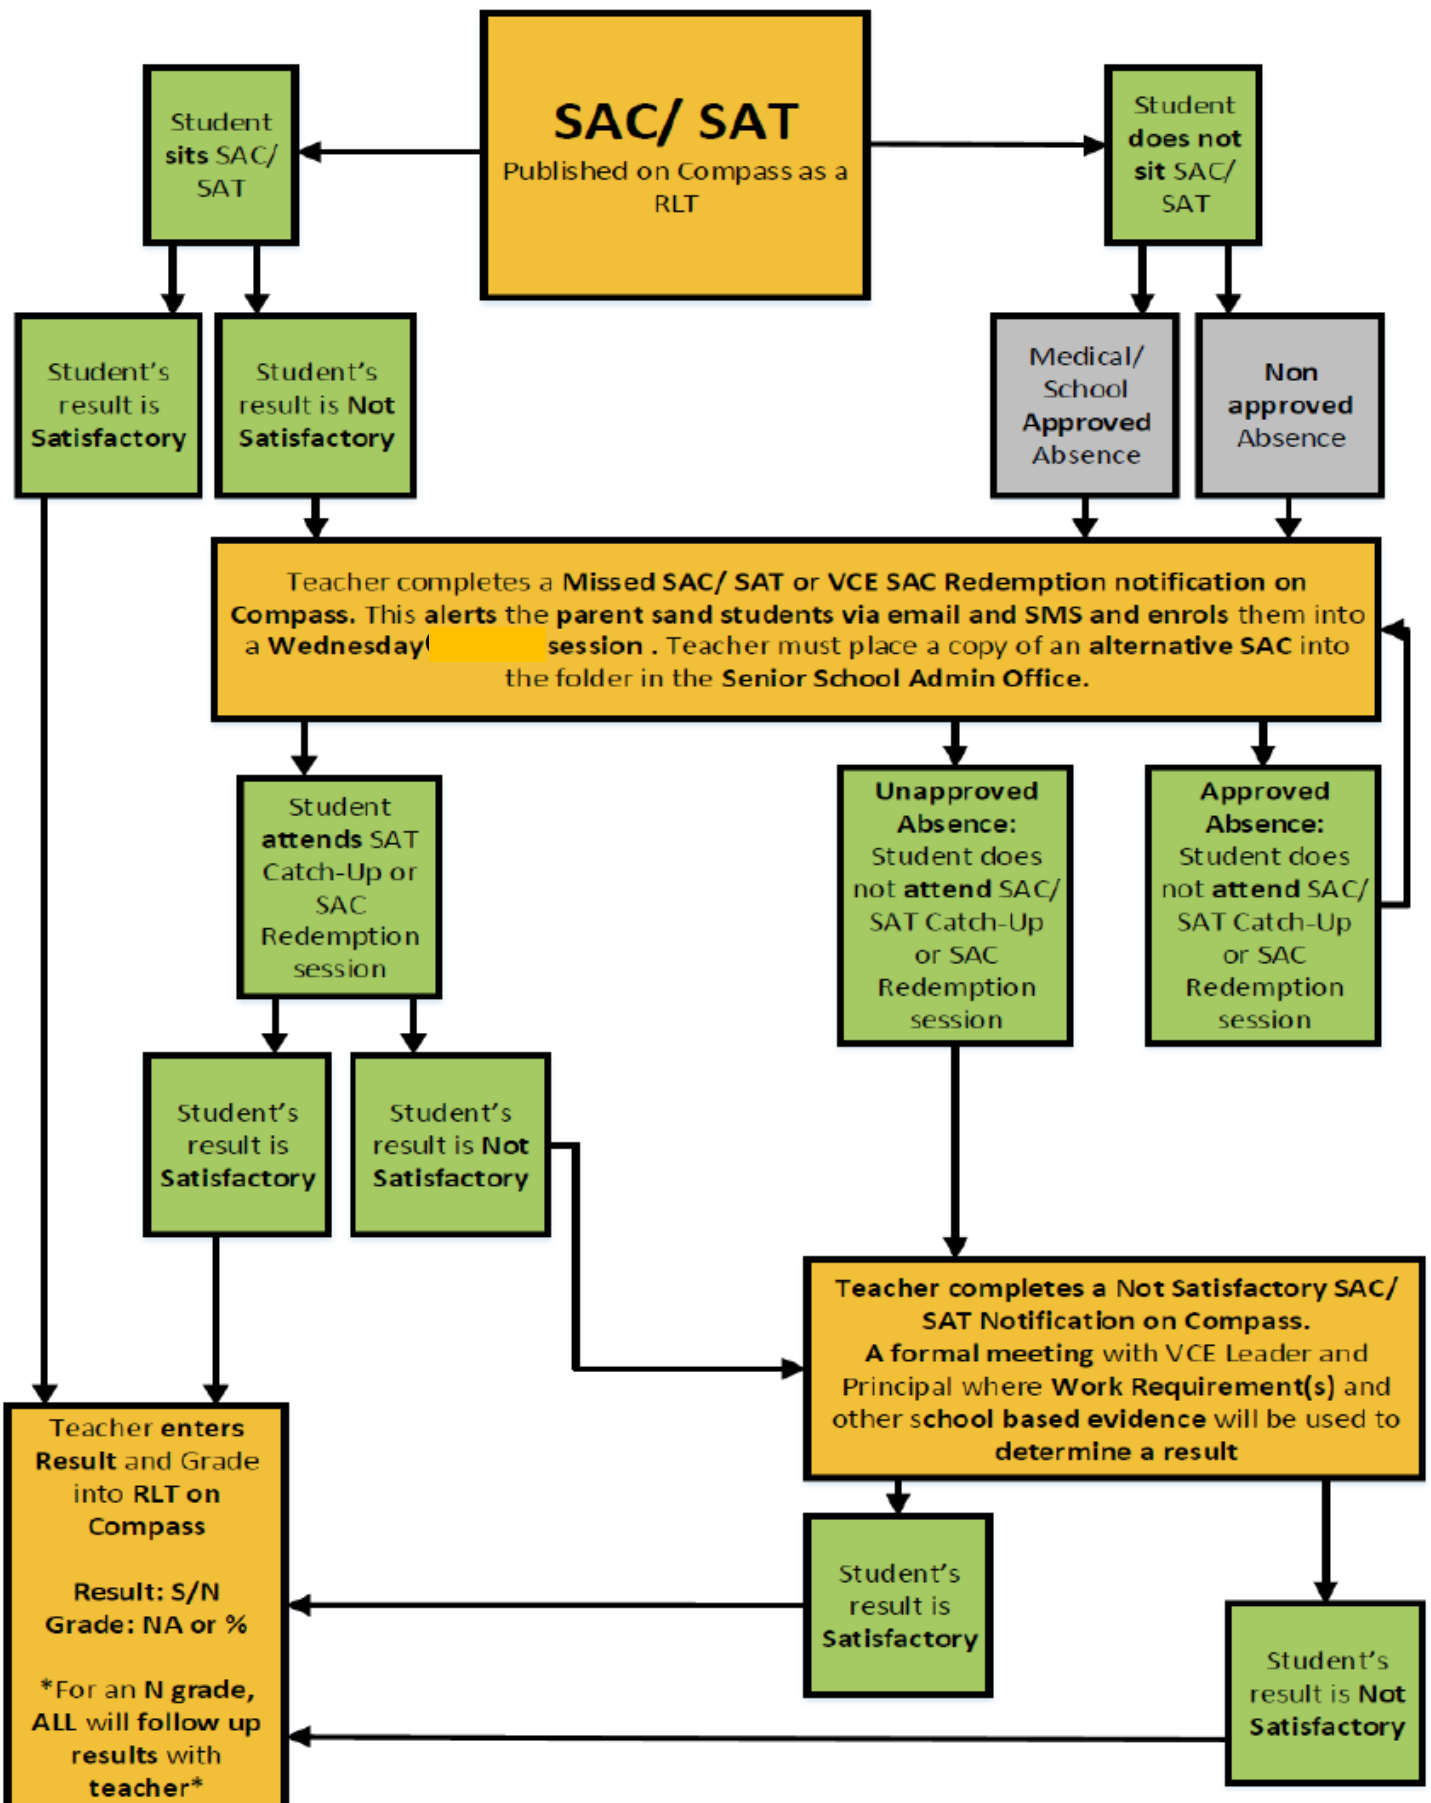 SAC/ SAT
Published on Compass as a
RLT
Student
sits SAC/
SAT
Student
does not
sit SAC/
SAT
Student's
result is
Satisfactory
Student's
result is Not
Satisfactory
Medical/
School
Approved
Absence
Non
approved
Absence
Teacher completes a Missed SAC/ SAT or VCE SAC Redemption notification on
Compass. This alerts the parent sand students via email and SMS and enrols them into
a Wednesday session . Teacher must place a copy of an alternative SAC into
the folder in the Senior School Admin Office.
Student
attends SAT
Catch-Up or
SAC
Redemption
session
Unapproved
Absence:
Student does
not attend SAC/
SAT Catch-Up
or SAC
Redemption
session
Approved
Absence:
Student does
not attend SAC/
SAT Catch-Up
or SAC
Redemption
session
Student's
result is
Satisfactory
Student's
result is Not
Satisfactory
Teacher completes a Not Satisfactory SAC/
SAT Notification on Compass.
A formal meeting with VCE Leader and
Principal where Work Requirement(s) and
other school based evidence will be used to
determine a result
Teacher enters
Result and Grade
into RLT on
Compass
Result: S/N
Grade: NA or %
*For an N grade,
ALL will follow up
results with
teacher*
Student's
result is
Satisfactory
Student's
result is Not
Satisfactory